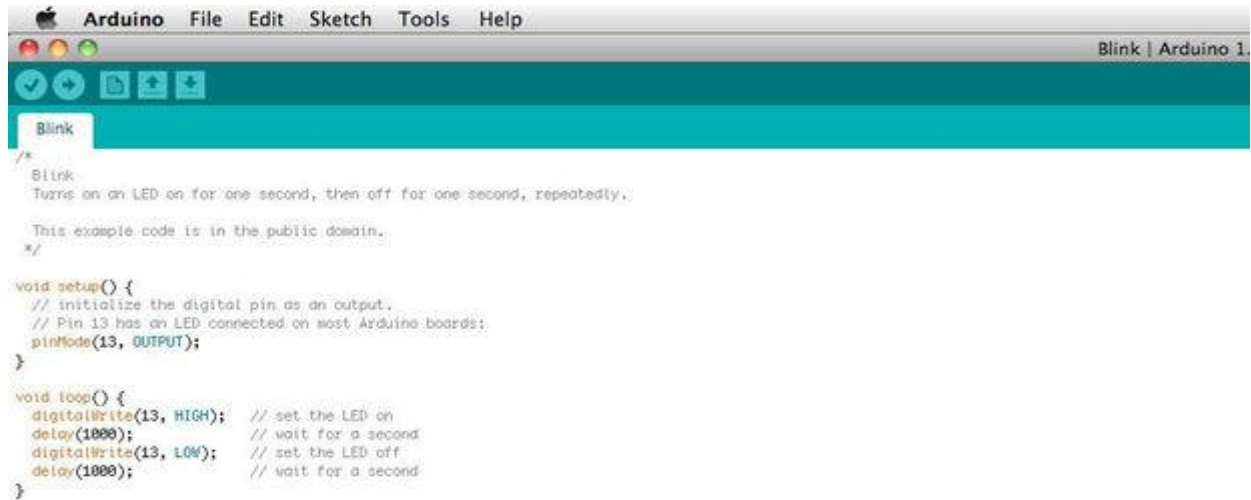 Arduino File Edit Sketch Tools Help
Blink | Arduino 1.
Blink
/*
  Blink
  Turns on an LED on for one second, then off for one second, repeatedly.

  This example code is in the public domain.
 */

void setup() {
  // initialize the digital pin as an output.
  // Pin 13 has an LED connected on most Arduino boards:
  pinMode(13, OUTPUT);
}

void loop() {
  digitalWrite(13, HIGH);   // set the LED on
  delay(1000);              // wait for a second
  digitalWrite(13, LOW);    // set the LED off
  delay(1000);              // wait for a second
}